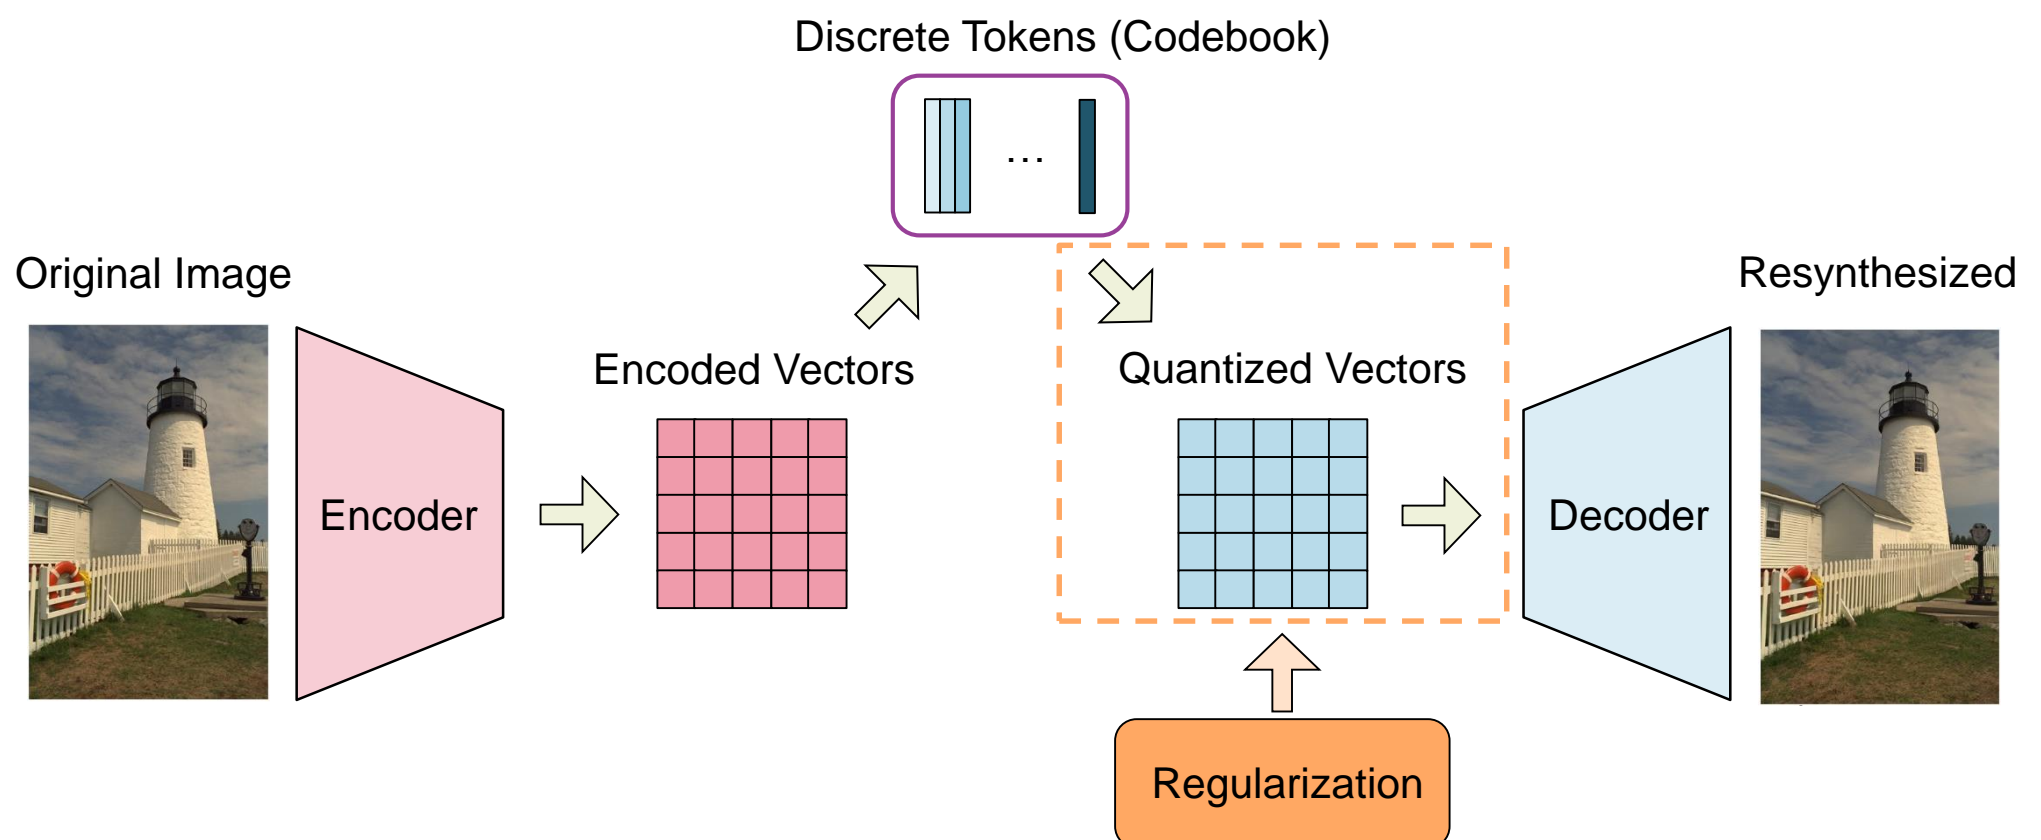 Discrete Tokens (Codebook)
...
Original Image
Resynthesized
Encoded Vectors
Quantized Vectors
Encoder
Decoder
Regularization